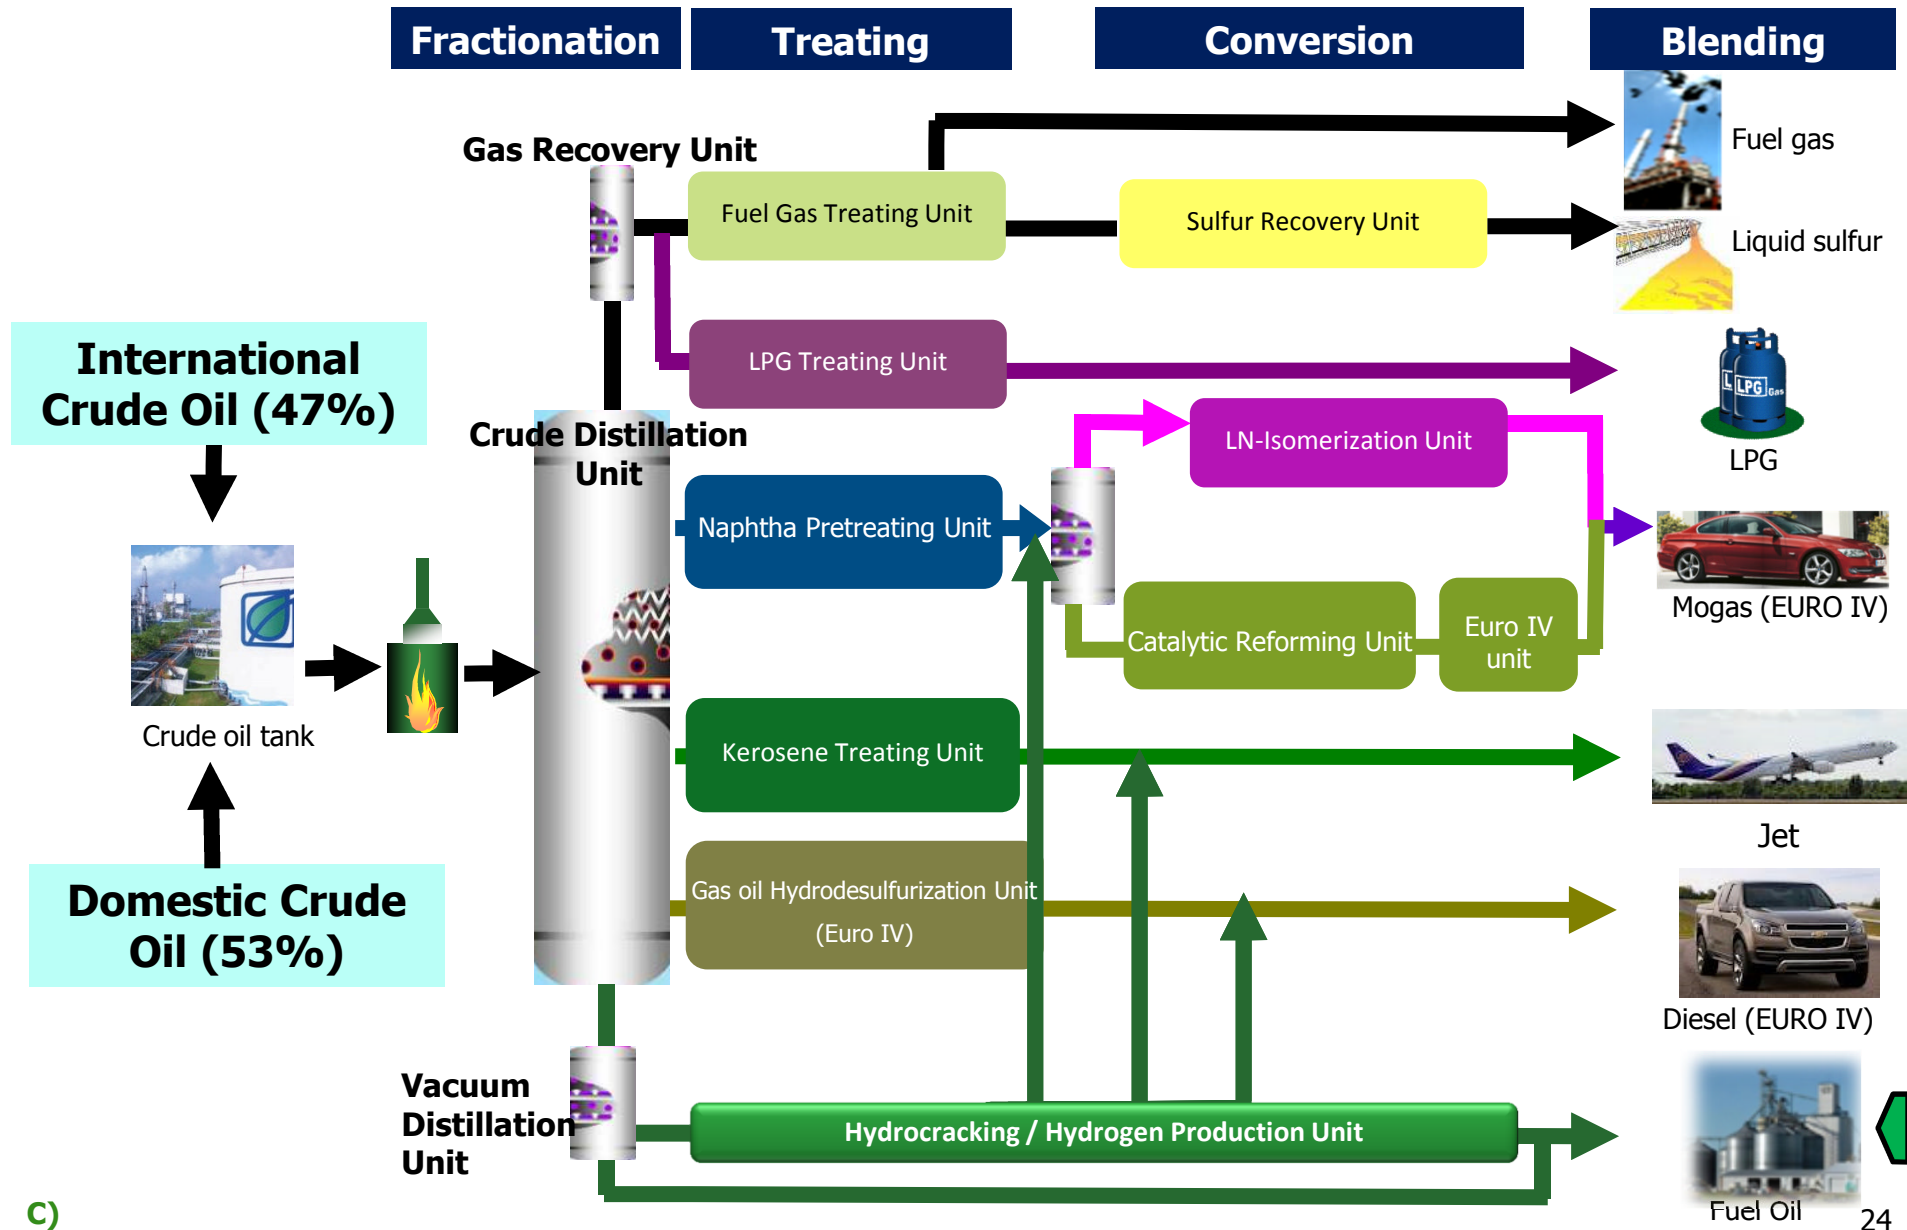 Fractionation
Treating
Conversion
Blending
Gas Recovery Unit
Fuel gas
Fuel Gas Treating Unit
Sulfur Recovery Unit
Liquid sulfur
International
Crude Oil (47%)
LPG Treating Unit
LPG Gas
LPG
Crude Distillation
Unit
LN-Isomerization Unit
Naphtha Pretreating Unit
Mogas (EURO IV)
Catalytic Reforming Unit
Euro IV
unit
Crude oil tank
Kerosene Treating Unit
Jet
Domestic Crude
Oil (53%)
Gas oil Hydrodesulfurization Unit
(Euro IV)
Diesel (EURO IV)
Vacuum
Distillation
Unit
Hydrocracking / Hydrogen Production Unit
Fuel Oil
C)
24